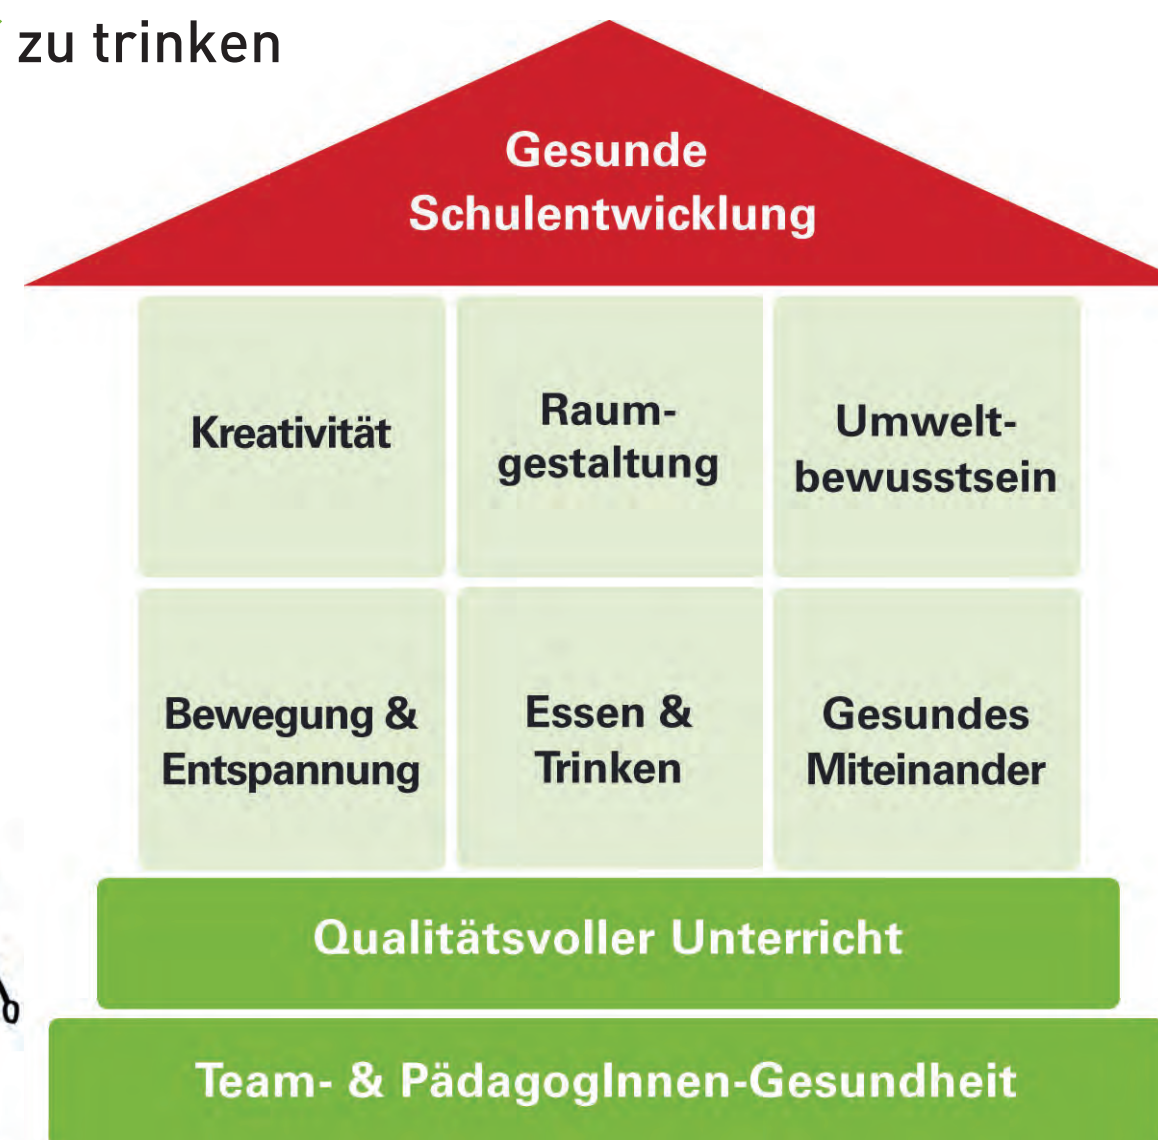 zu trinken
Gesunde
Schulentwicklung
Kreativität
Raum-
gestaltung
Umwelt-
bewusstsein
Bewegung &
Entspannung
Essen &
Trinken
Gesundes
Miteinander
Qualitätsvoller Unterricht
Team- & PädagogInnen-Gesundheit